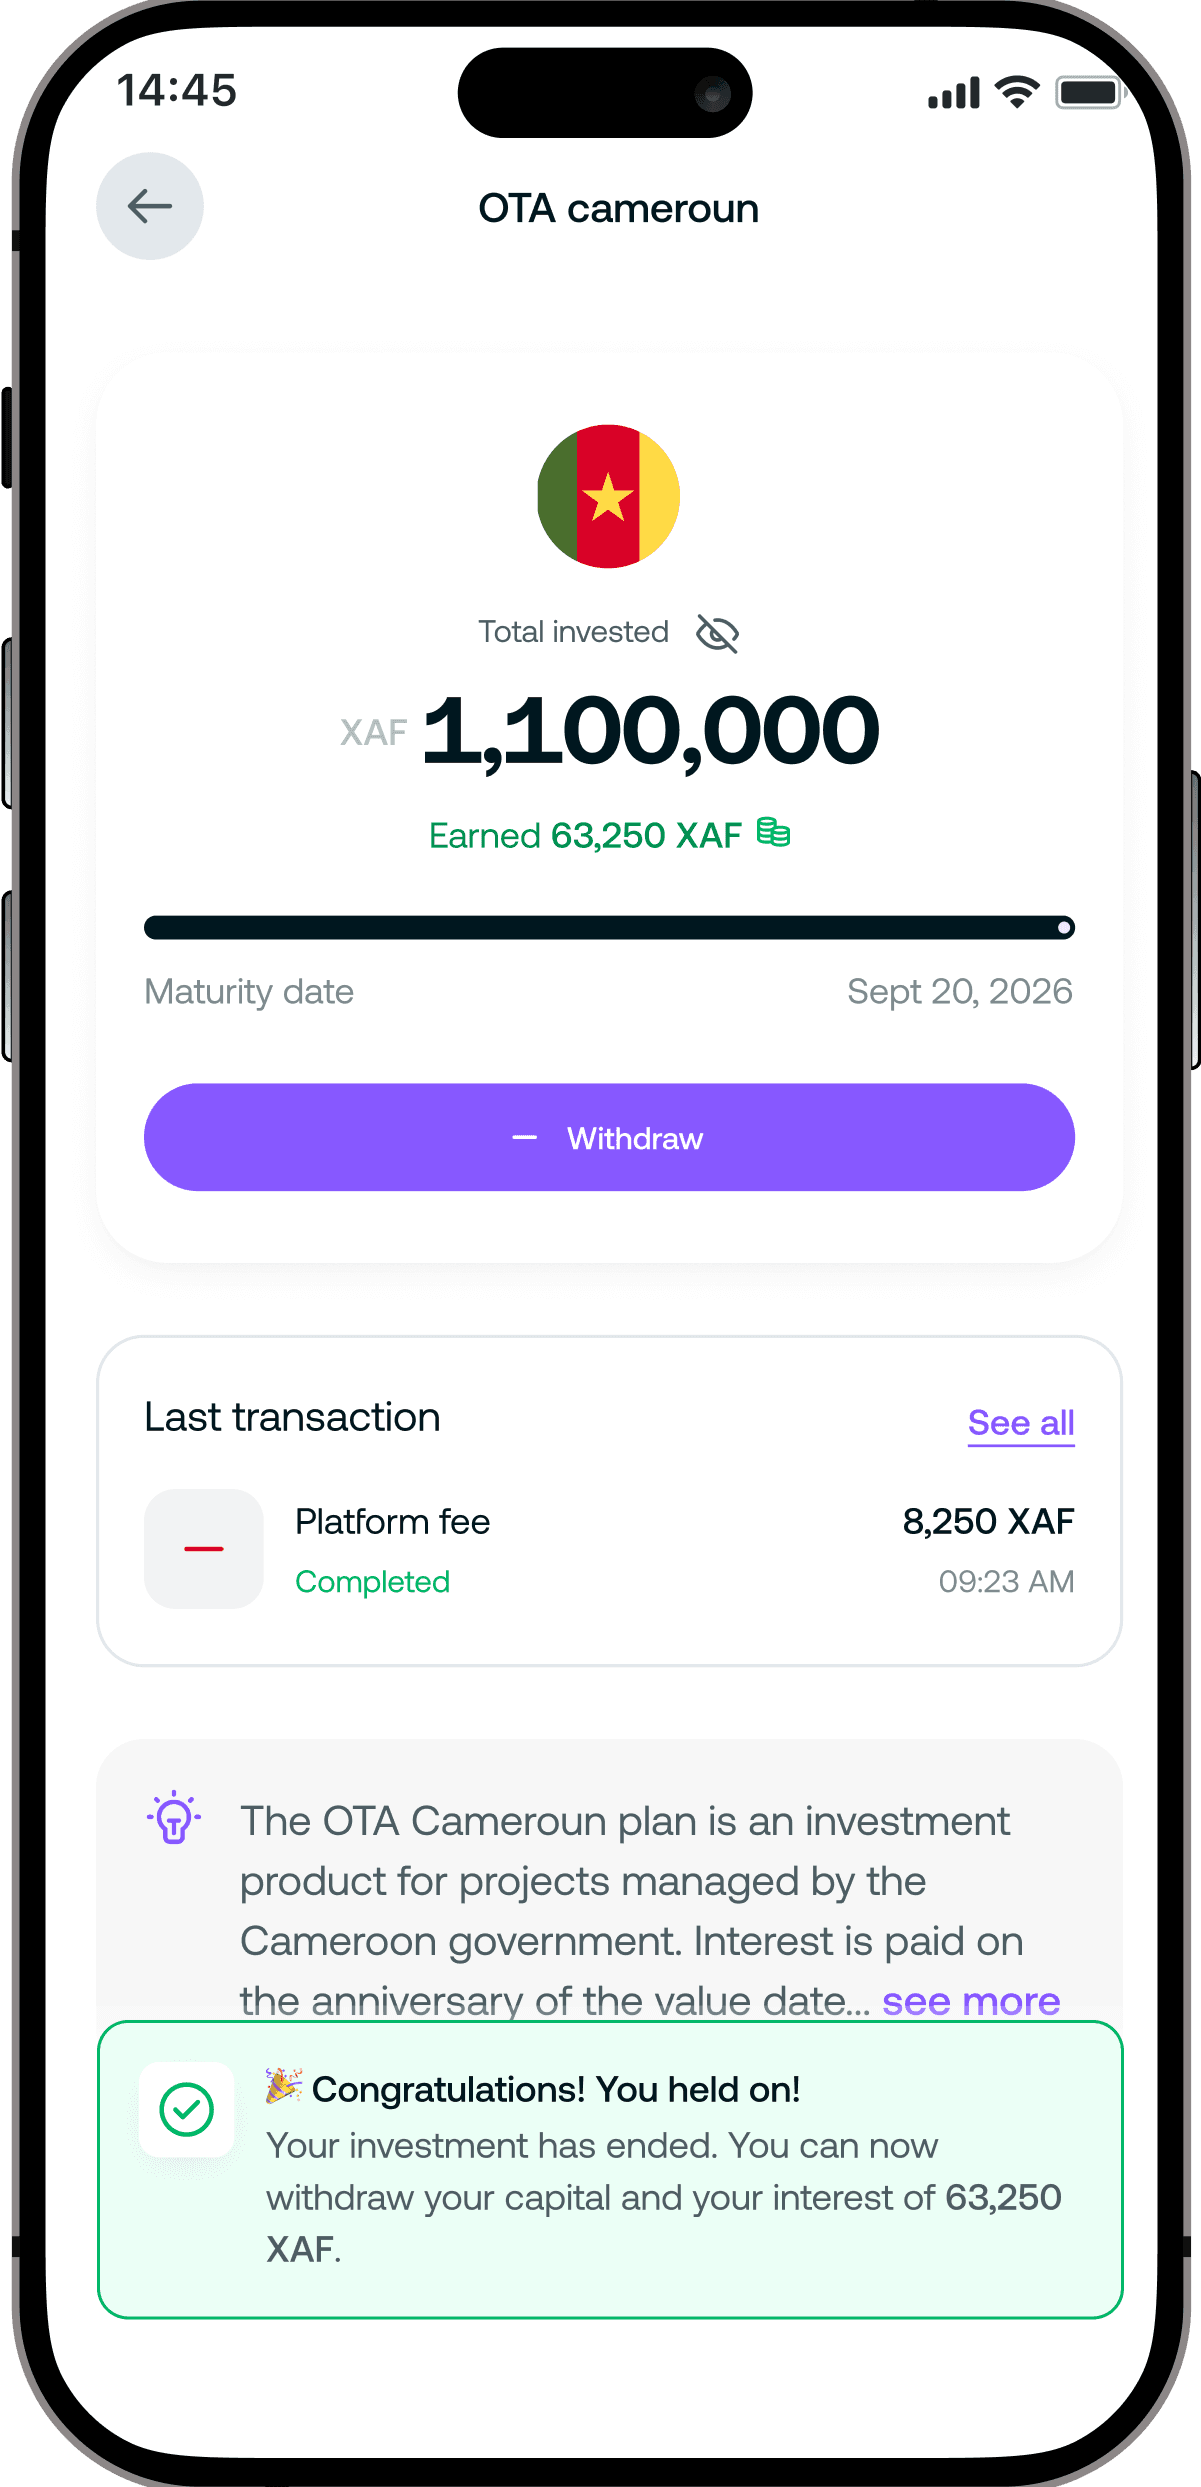 14:45
OTA cameroun
Total invested
XAF 1,100,000
Earned 63,250 XAF
Maturity date Sept 20, 2026
Withdraw
Last transaction See all
Platform fee 8,250 XAF
Completed 09:23 AM
The OTA Cameroun plan is an investment
product for projects managed by the
Cameroon government. Interest is paid on
the anniversary of the value date... see more
🎉 Congratulations! You held on!
Your investment has ended. You can now
withdraw your capital and your interest of 63,250
XAF.